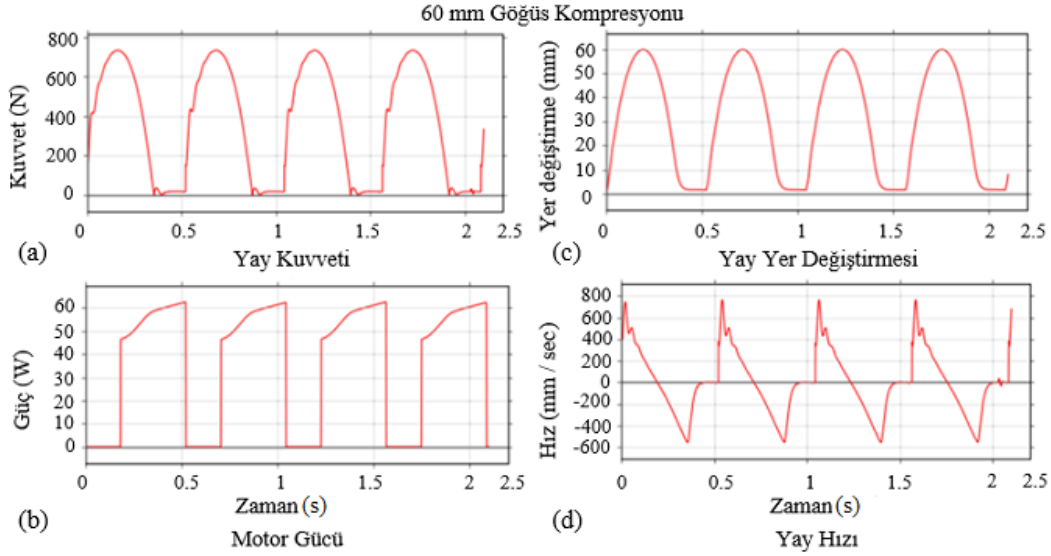 60 mm Göğüs Kompresyonu
800
600
400
200
0
Kuvvet (N)
0 0.5 1 1.5 2 2.5
(a)
Yay Kuvveti
60
50
40
30
20
10
0
Yer değiştirme (mm)
0 0.5 1 1.5 2 2.5
(c)
Yay Yer Değiştirmesi
60
50
40
30
20
10
0
Güç (W)
0 0.5 1 1.5 2 2.5
Zaman (s)
(b)
Motor Gücü
800
600
400
200
0
-200
-400
-600
Hız (mm / sec)
0 0.5 1 1.5 2 2.5
Zaman (s)
(d)
Yay Hızı